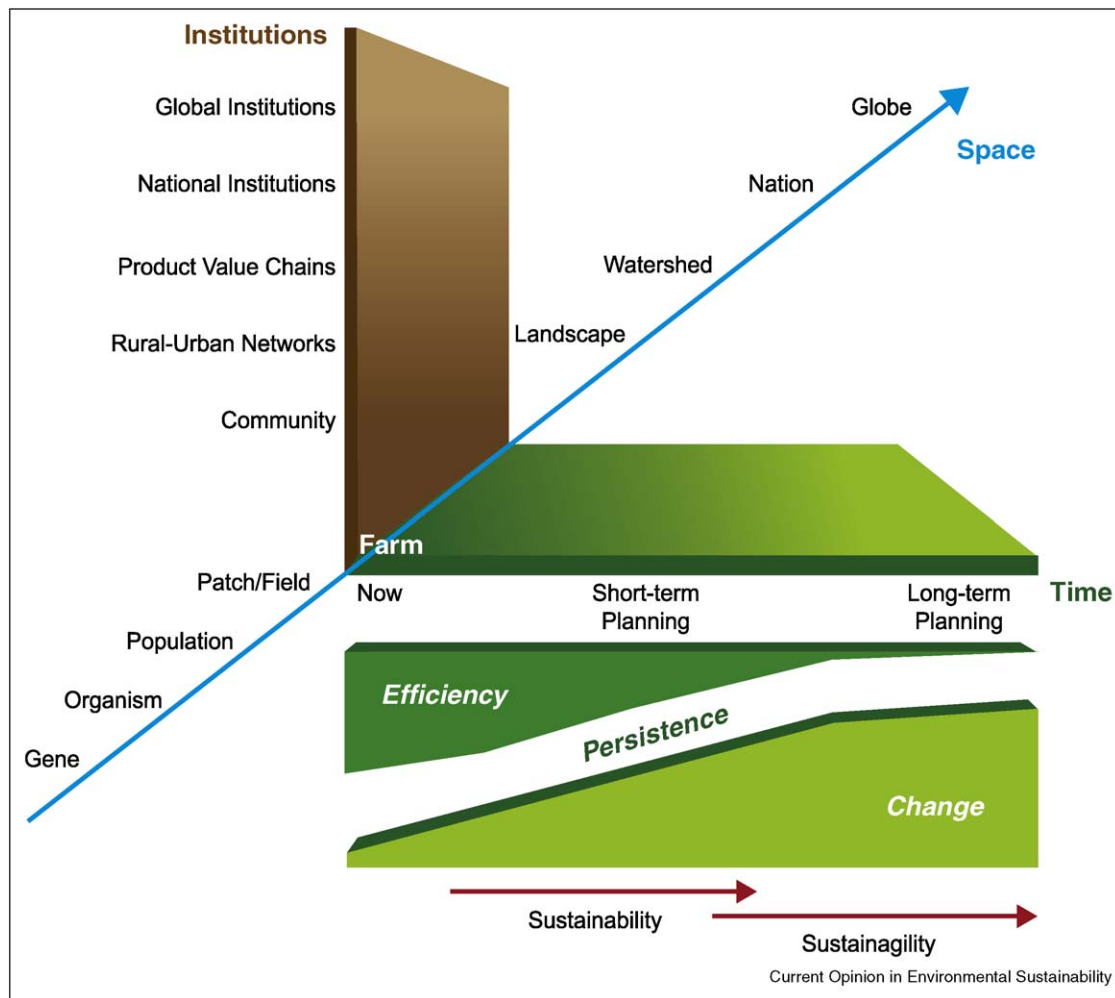 Institutions
Global Institutions
National Institutions
Product Value Chains
Rural-Urban Networks
Community
Globe
Space
Nation
Watershed
Landscape
Farm
Patch/Field
Population
Organism
Gene
Now
Short-term
Planning
Long-term
Planning
Time
Efficiency
Persistence
Change
Sustainability
Sustainagility
Current Opinion in Environmental Sustainability